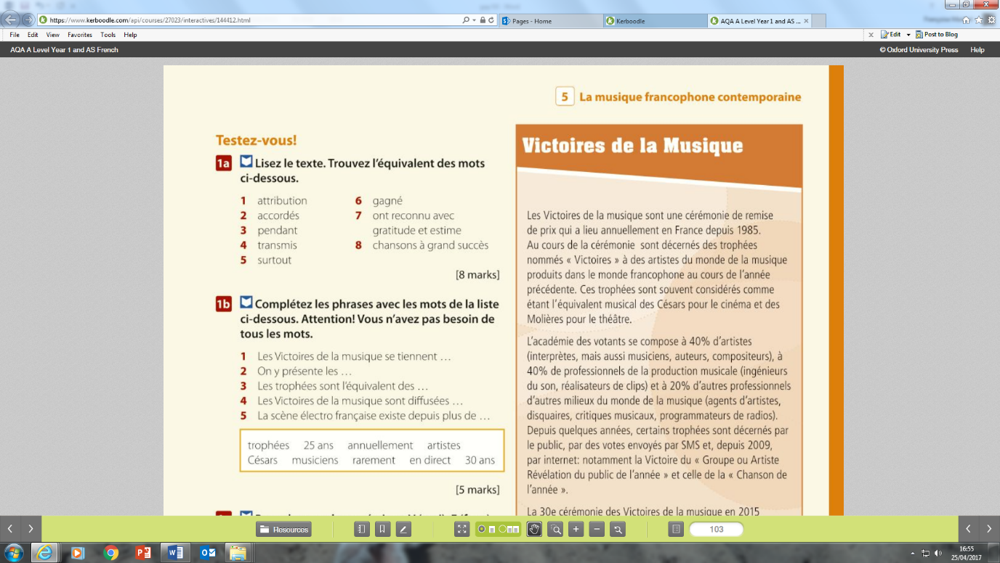 https://www.kerboodle.com/api/courses/27023/interactives/144412.html
Pages - Home
Kerboodle
AQA A Level Year 1 and AS ...
File Edit View Favorites Tools Help
x Edit Post to Blog
AQA A Level Year 1 and AS French
© Oxford University Press Help
5 La musique francophone contemporaine
Testez-vous!
1a Lisez le texte. Trouvez l'équivalent des mots
ci-dessous.
1 attribution
2 accordés
3 pendant
4 transmis
5 surtout
6 gagné
7 ont reconnu avec
gratitude et estime
8 chansons à grand succès
[8 marks]
1b Complétez les phrases avec les mots de la liste
ci-dessous. Attention! Vous n'avez pas besoin de
tous les mots.
1 Les Victoires de la musique se tiennent …
2 On y présente les …
3 Les trophées sont l'équivalent des …
4 Les Victoires de la musique sont diffusées …
5 La scène électro française existe depuis plus de …
trophées 25 ans annuellement artistes
Césars musiciens rarement en direct 30 ans
[5 marks]
Victoires de la Musique
Les Victoires de la musique sont une cérémonie de remise
de prix qui a lieu annuellement en France depuis 1985.
Au cours de la cérémonie sont décernés des trophées
nommés « Victoires » à des artistes du monde de la musique
produits dans le monde francophone au cours de l'année
précédente. Ces trophées sont souvent considérés comme
étant l'équivalent musical des Césars pour le cinéma et des
Molières pour le théâtre.
L'académie des votants se compose à 40% d'artistes
(interprètes, mais aussi musiciens, auteurs, compositeurs), à
40% de professionnels de la production musicale (ingénieurs
du son, réalisateurs de clips) et à 20% d'autres professionnels
d'autres milieux du monde de la musique (agents d'artistes,
disquaires, critiques musicaux, programmateurs de radios).
Depuis quelques années, certains trophées sont décernés par
le public, par des votes envoyés par SMS et, depuis 2009,
par internet: notamment la Victoire du « Groupe ou Artiste
Révélation du public de l'année » et celle de la « Chanson de
l'année ».
La 30e cérémonie des Victoires de la musique en 2015
Resources
103
16:55
25/04/2017